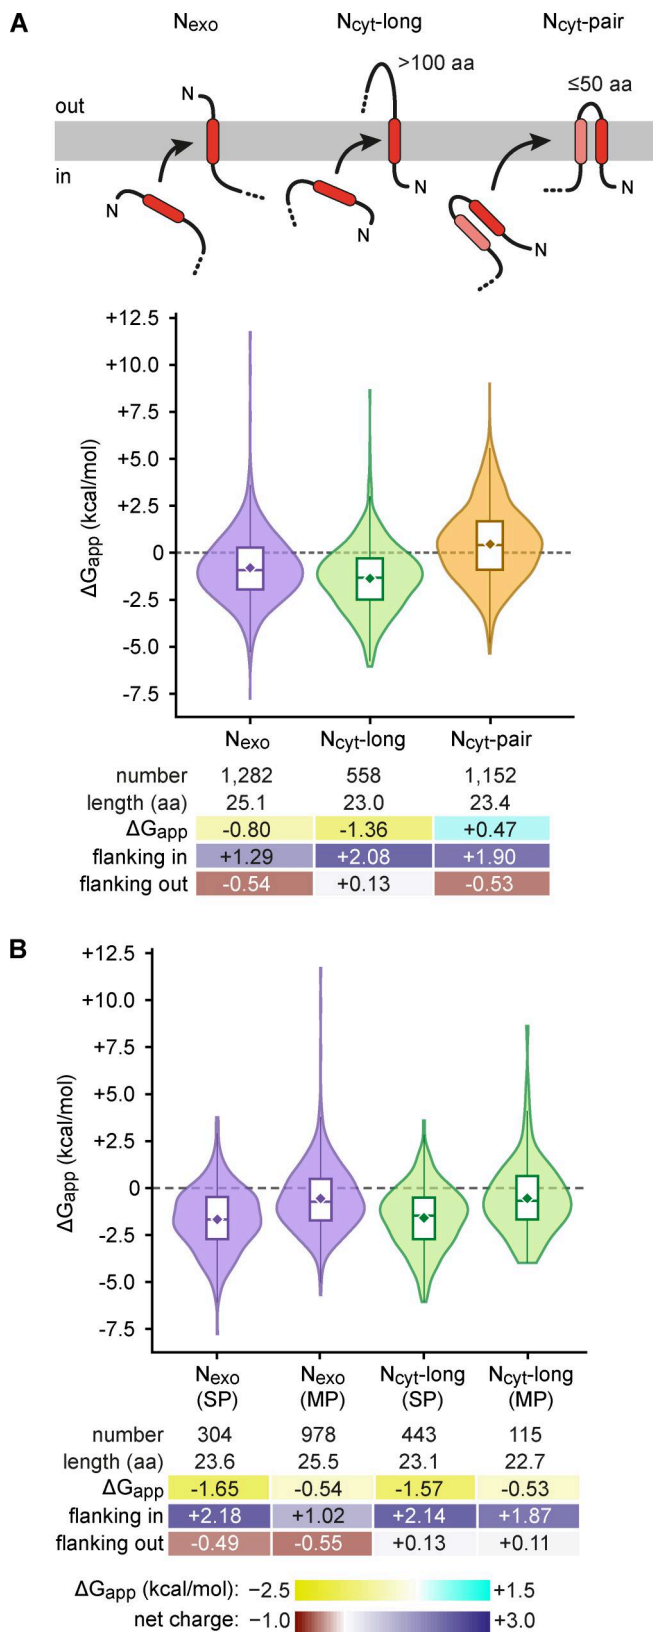 A
Nexo Ncyt-long Ncyt-pair
>100 aa
≤50 aa
N
out
in
N
N
N
N
N
+12.5
+10.0
+7.5
+5.0
+2.5
0
-2.5
-5.0
-7.5
ΔGapp (kcal/mol)
Nexo Ncyt-long Ncyt-pair
number 1,282 558 1,152
length (aa) 25.1 23.0 23.4
ΔGapp -0.80 -1.36 +0.47
flanking in +1.29 +2.08 +1.90
flanking out -0.54 +0.13 -0.53
B
+12.5
+10.0
+7.5
+5.0
+2.5
0
-2.5
-5.0
-7.5
ΔGapp (kcal/mol)
Nexo Nexo Ncyt-long Ncyt-long
(SP) (MP) (SP) (MP)
number 304 978 443 115
length (aa) 23.6 25.5 23.1 22.7
ΔGapp -1.65 -0.54 -1.57 -0.53
flanking in +2.18 +1.02 +2.14 +1.87
flanking out -0.49 -0.55 +0.13 +0.11
ΔGapp (kcal/mol): −2.5 +1.5
net charge: −1.0 +3.0